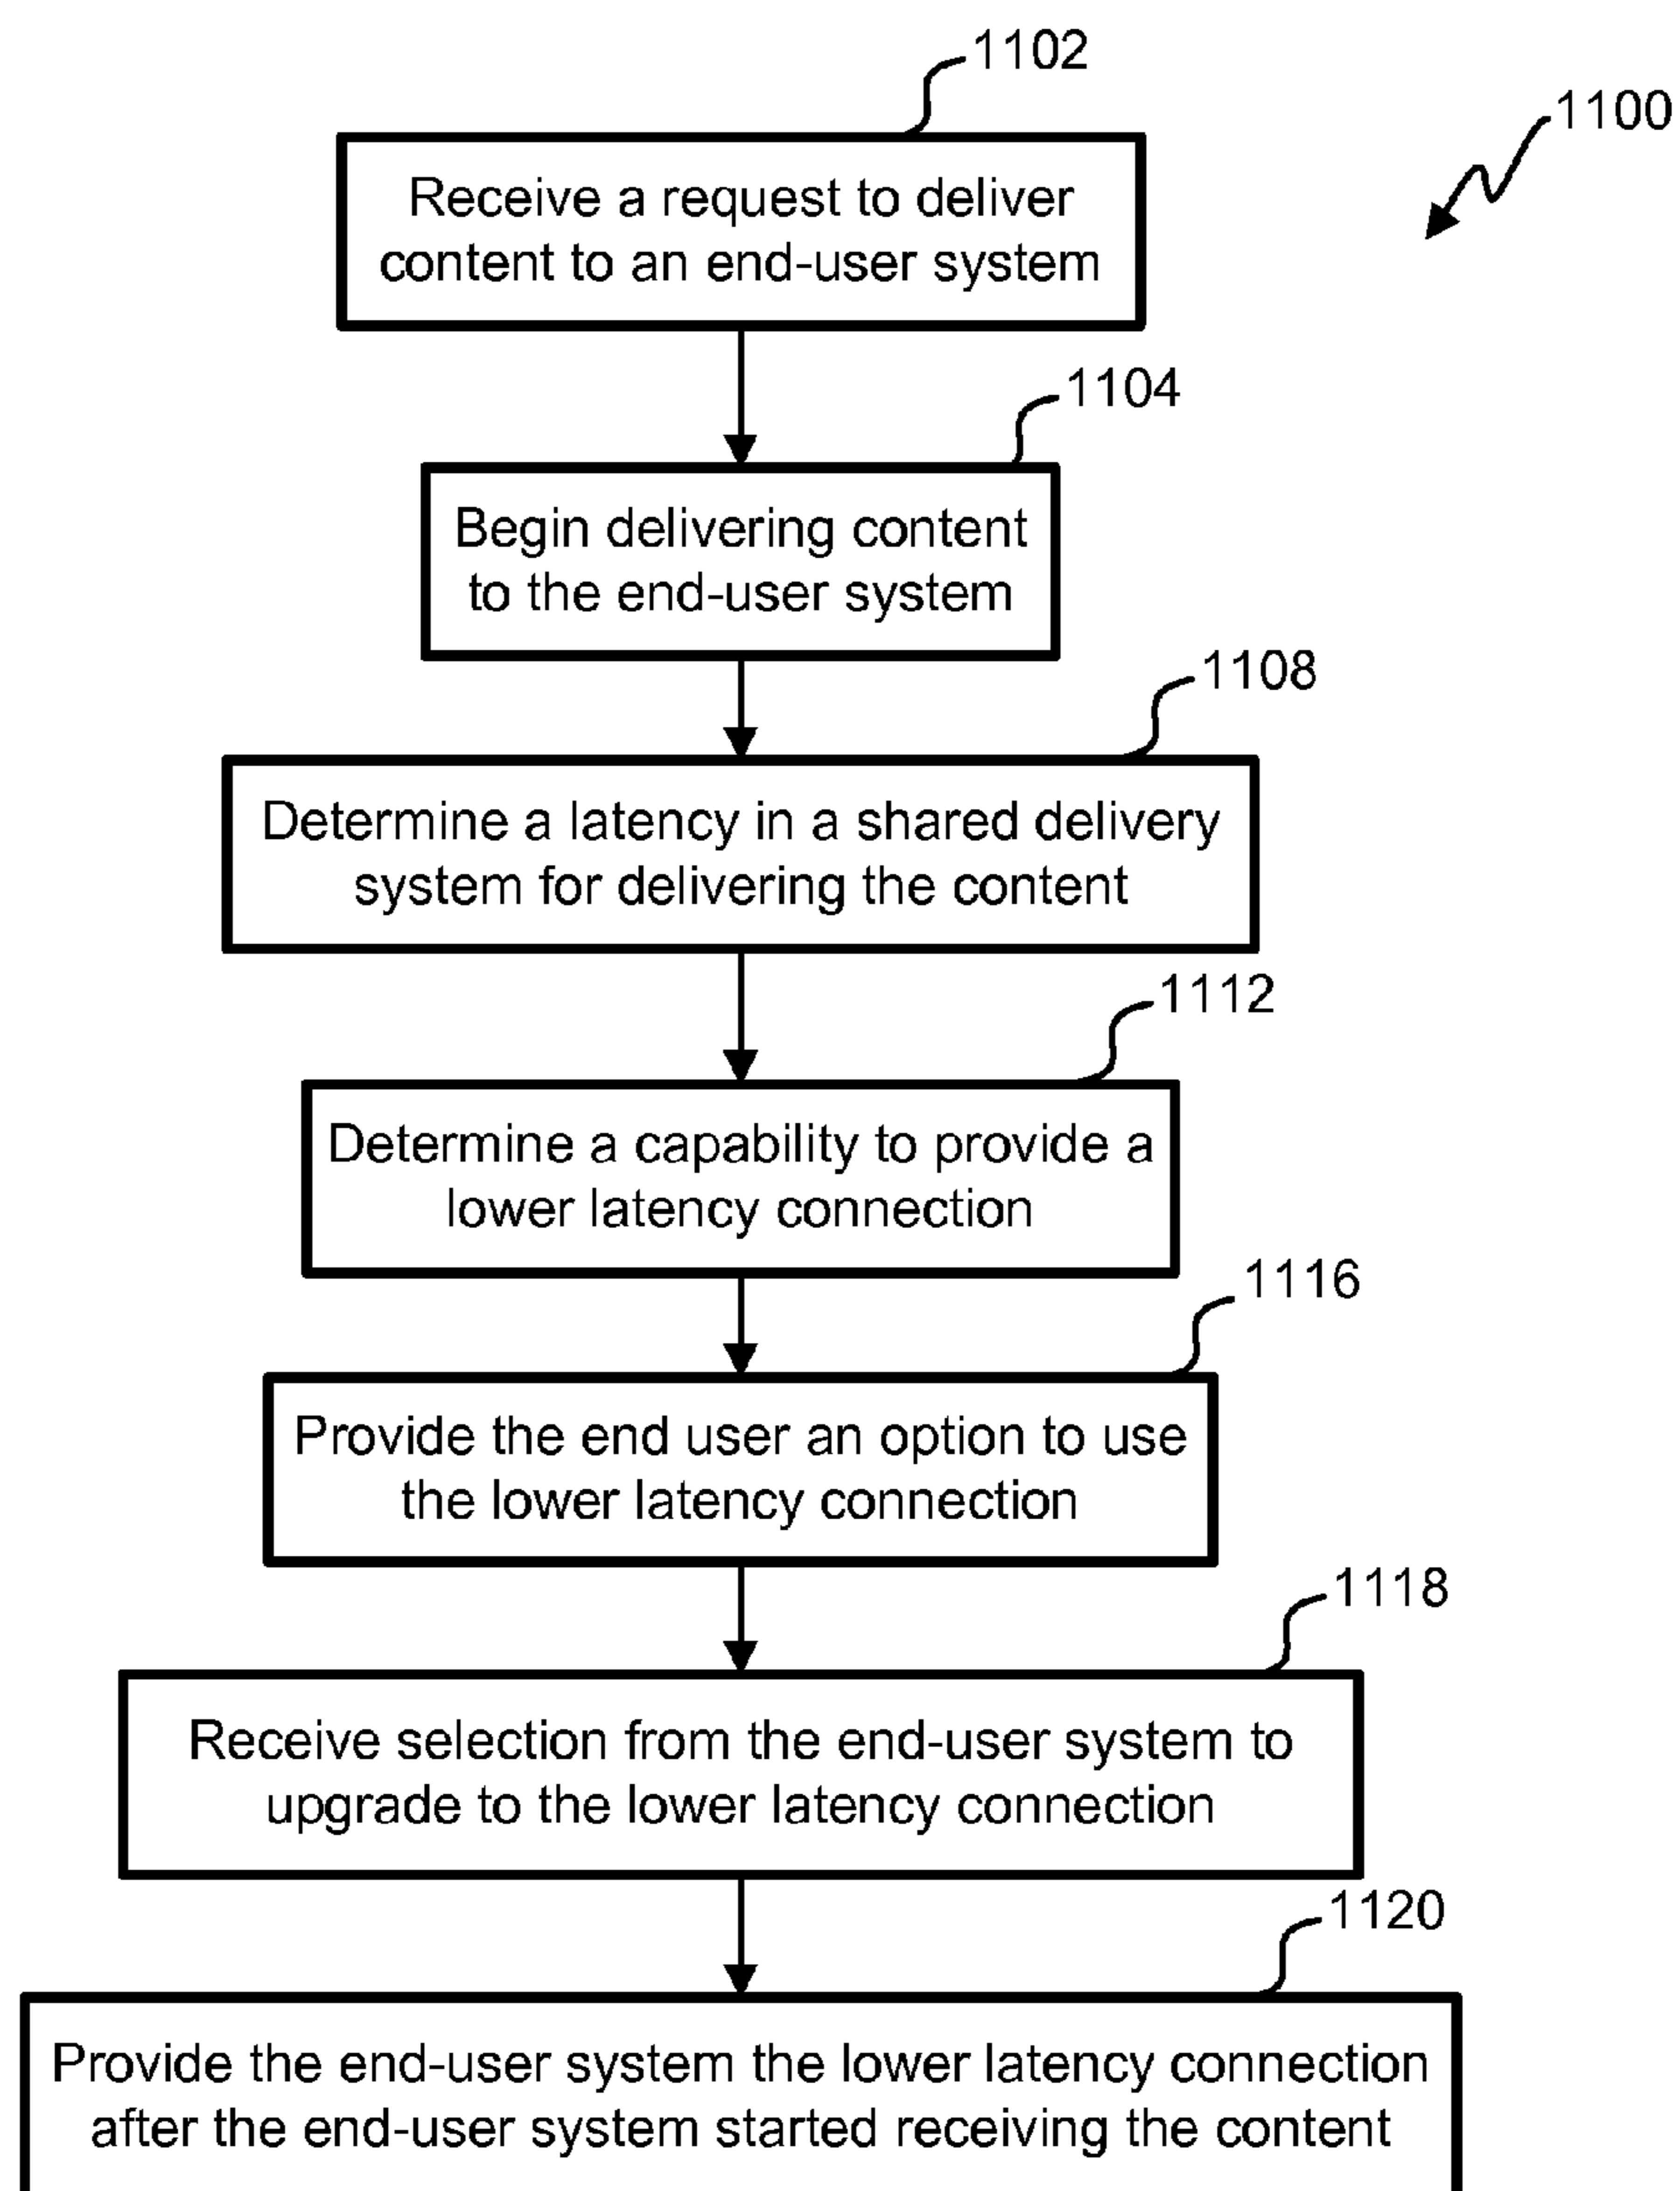 1102
1100
Receive a request to deliver
content to an end-user system
1104
Begin delivering content
to the end-user system
1108
Determine a latency in a shared delivery
system for delivering the content
1112
Determine a capability to provide a
lower latency connection
1116
Provide the end user an option to use
the lower latency connection
1118
Receive selection from the end-user system to
upgrade to the lower latency connection
1120
Provide the end-user system the lower latency connection
after the end-user system started receiving the content